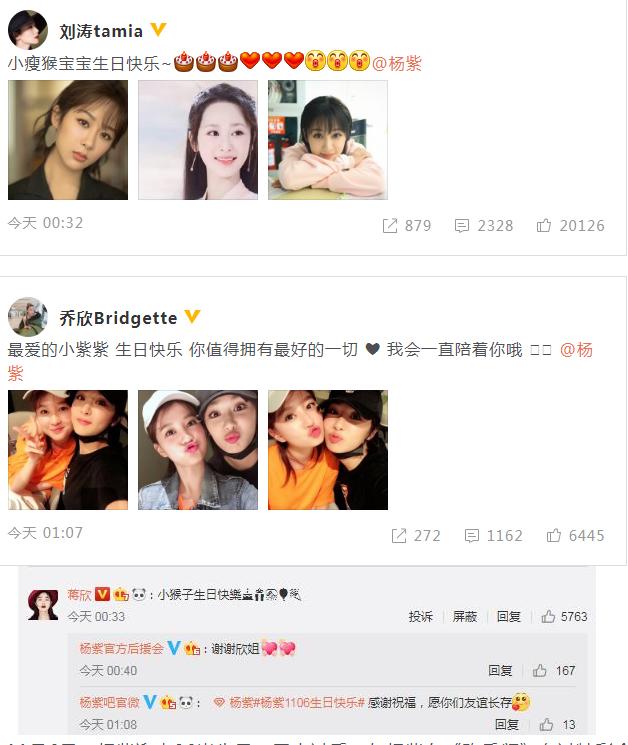 刘涛tamia
小瘦猴宝宝生日快乐~@杨紫
今天 00:32
879 2328 20126
乔欣Bridgette
最爱的小紫紫 生日快乐 你值得拥有最好的一切 ❤ 我会一直陪着你哦 @杨
紫
今天 01:07
272 1162 6445
蒋欣：小猴子生日快樂
今天 00:33 投诉 屏蔽 回复 5763
杨紫官方后援会：谢谢欣姐
今天 00:40 回复 167
杨紫吧官微： 杨紫#杨紫1106生日快乐# 感谢祝福，愿你们友谊长存
今天 01:08 回复 13